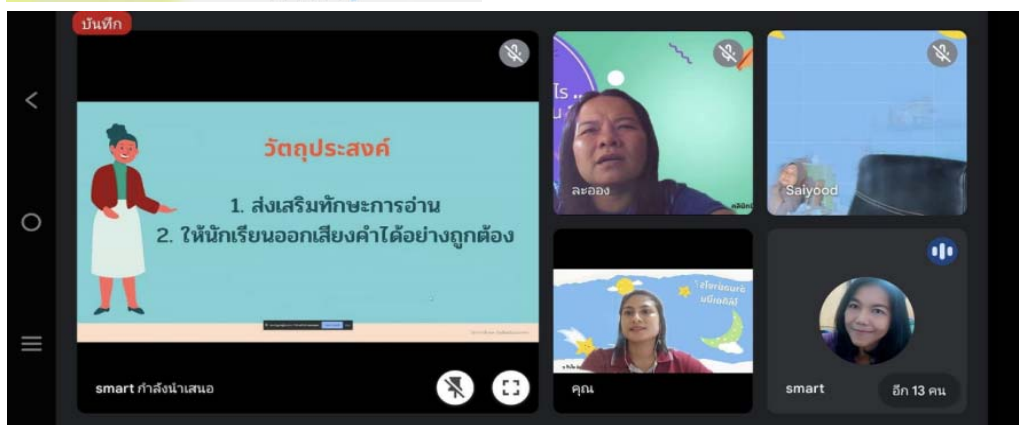 บันทึก
วัตถุประสงค์
1. ส่งเสริมทักษะการอ่าน
2. ให้นักเรียนออกเสียงคำได้อย่างถูกต้อง
smart กำลังนำเสนอ
ละออง
Saiyood
คุณ
smart
อีก 13 คน